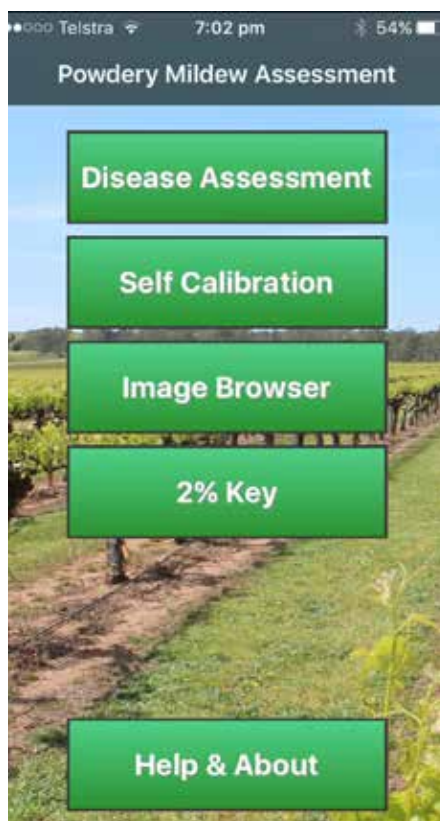 Telstra 7:02 pm 54%
Powdery Mildew Assessment
Disease Assessment
Self Calibration
Image Browser
2% Key
Help & About